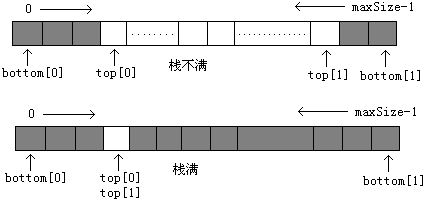 0 maxSize-1
......... ..............
bottom[0] top[0] 栈不满 top[1] bottom[1]
0 maxSize-1
bottom[0] top[0] 栈满 bottom[1]
top[1]